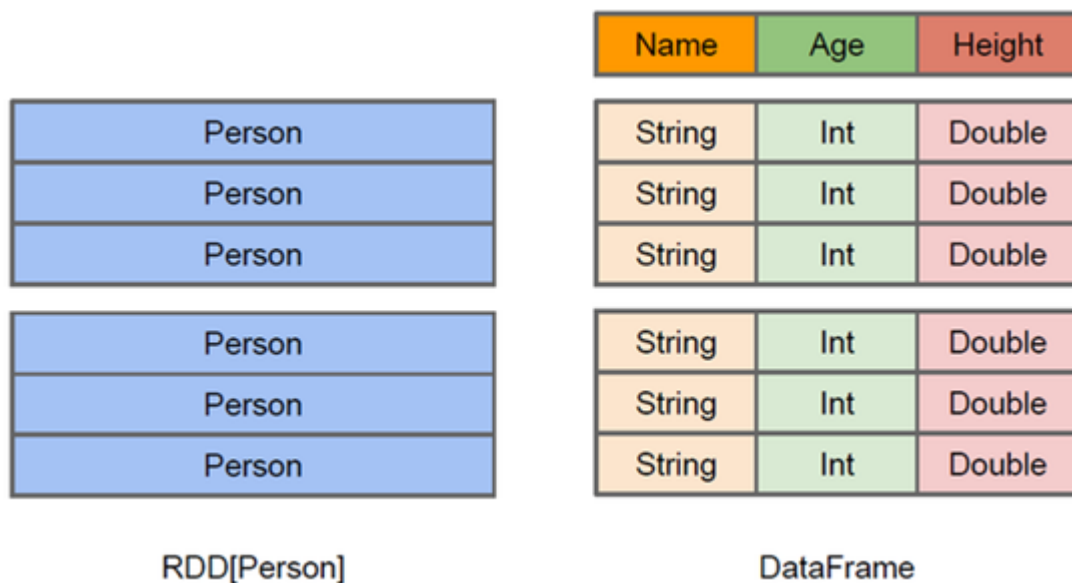 Name Age Height
Person
Person
Person
String Int Double
String Int Double
String Int Double
Person
Person
Person
String Int Double
String Int Double
String Int Double
RDD[Person]
DataFrame